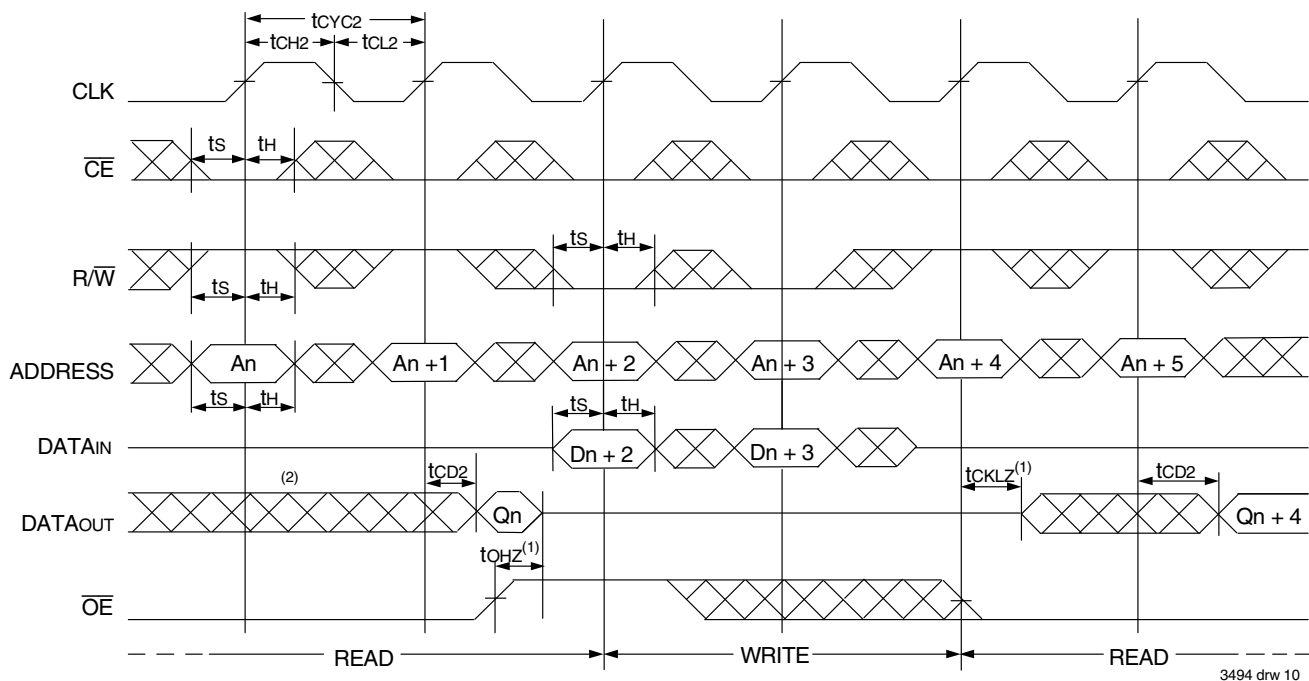 tCYC2
tCH2 tCL2
CLK
tS tH
CE
tS tH
R/W
tS tH
ADDRESS An An +1 An + 2 An + 3 An + 4 An + 5
tS tH tS tH
DATAIN Dn + 2 Dn + 3
(2) tCD2 tCKLZ(1) tCD2
DATAOUT Qn Qn + 4
tOHZ(1)
OE
READ WRITE READ
3494 drw 10